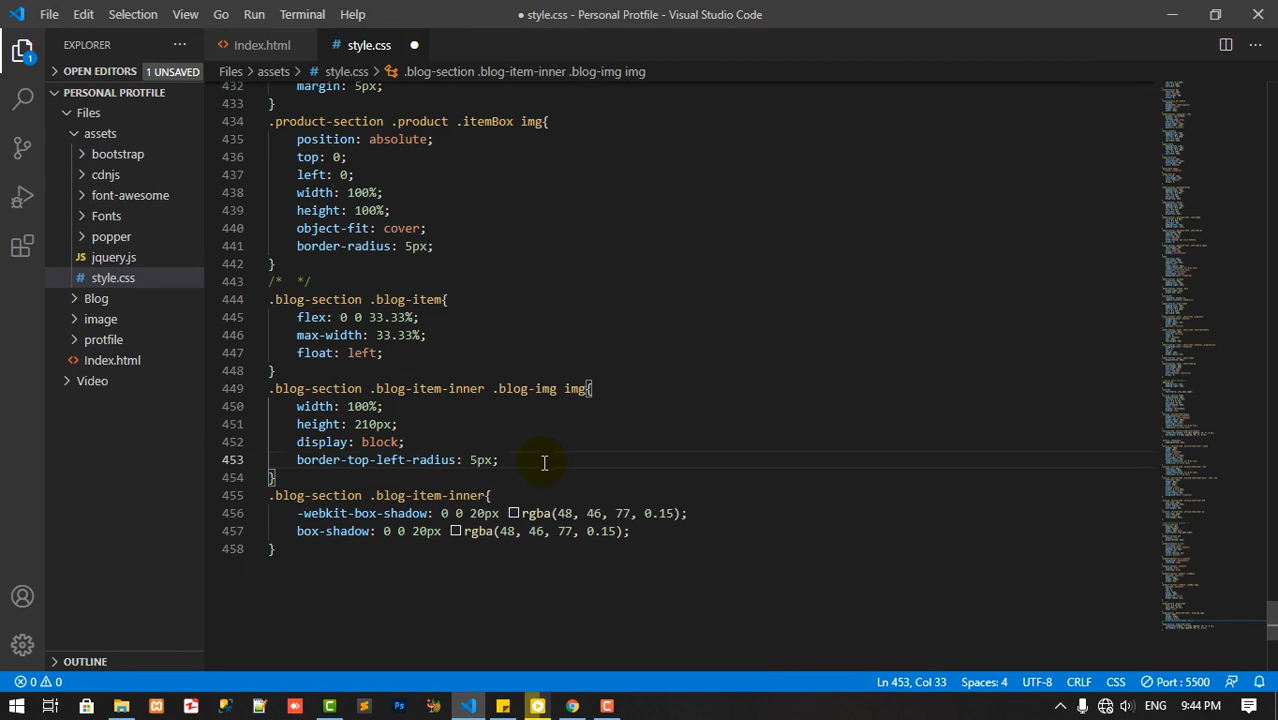 File Edit Selection View Go Run Terminal Help
● style.css - Personal Protfile - Visual Studio Code
EXPLORER ···
Index.html
# style.css ●
OPEN EDITORS 1 UNSAVED
Files > assets > # style.css > .blog-section .blog-item-inner .blog-img img
PERSONAL PROTFILE
Files
assets
bootstrap
cdnjs
font-awesome
Fonts
popper
JS jquery.js
# style.css
Blog
image
profile
<> Index.html
Video
OUTLINE
1
432 margin: 5px;
433 }
434 .product-section .product .itemBox img{
435 position: absolute;
436 top: 0;
437 left: 0;
438 width: 100%;
439 height: 100%;
440 object-fit: cover;
441 border-radius: 5px;
442 }
443 /*  */
444 .blog-section .blog-item{
445 flex: 0 0 33.33%;
446 max-width: 33.33%;
447 float: left;
448 }
449 .blog-section .blog-item-inner .blog-img img{
450 width: 100%;
451 height: 210px;
452 display: block;
453 border-top-left-radius: 5px;
454 }
455 .blog-section .blog-item-inner{
456 -webkit-box-shadow: 0 0 20px rgba(48, 46, 77, 0.15);
457 box-shadow: 0 0 20px rgba(48, 46, 77, 0.15);
458 }
0 0
Ln 453, Col 33 Spaces: 4 UTF-8 CRLF CSS Port : 5500
ENG 9:44 PM